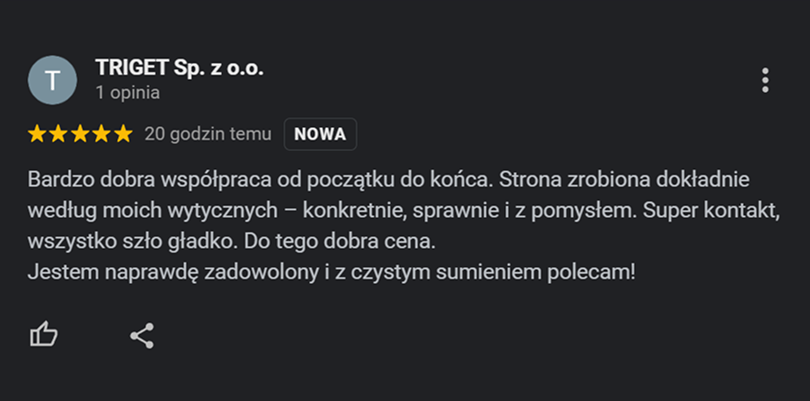 T
TRIGET Sp. z o.o.
1 opinia
20 godzin temu NOWA
Bardzo dobra współpraca od początku do końca. Strona zrobiona dokładnie
według moich wytycznych – konkretnie, sprawnie i z pomysłem. Super kontakt,
wszystko szło gładko. Do tego dobra cena.
Jestem naprawdę zadowolony i z czystym sumieniem polecam!